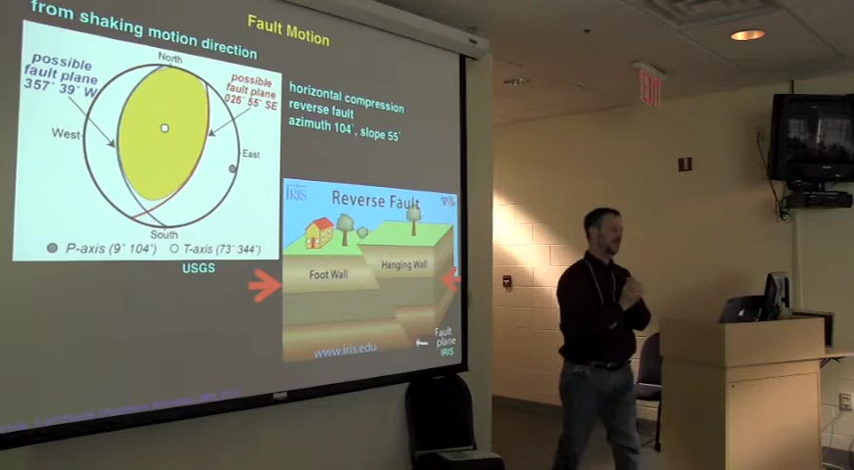 from shaking motion direction
Fault Motion
North
possible
fault plane
357° 39° W
possible
fault plane
026° 55° SE
West
East
South
P-axis (9° 104°) T-axis (73° 344°)
USGS
horizontal compression
reverse fault
azimuth 104°, slope 55°
IRIS
Reverse Fault
Foot Wall
Hanging Wall
www.iris.edu
Fault
plane
IRIS